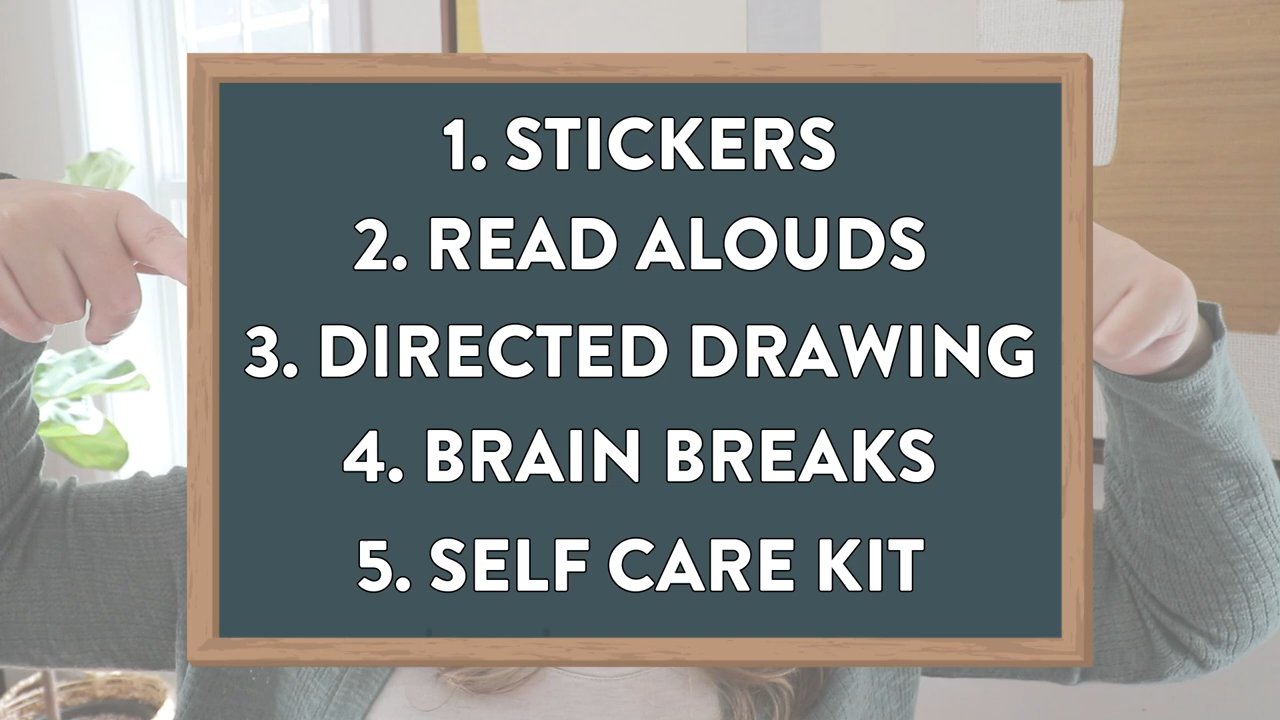 1. STICKERS
2. READ ALOUDS
3. DIRECTED DRAWING
4. BRAIN BREAKS
5. SELF CARE KIT